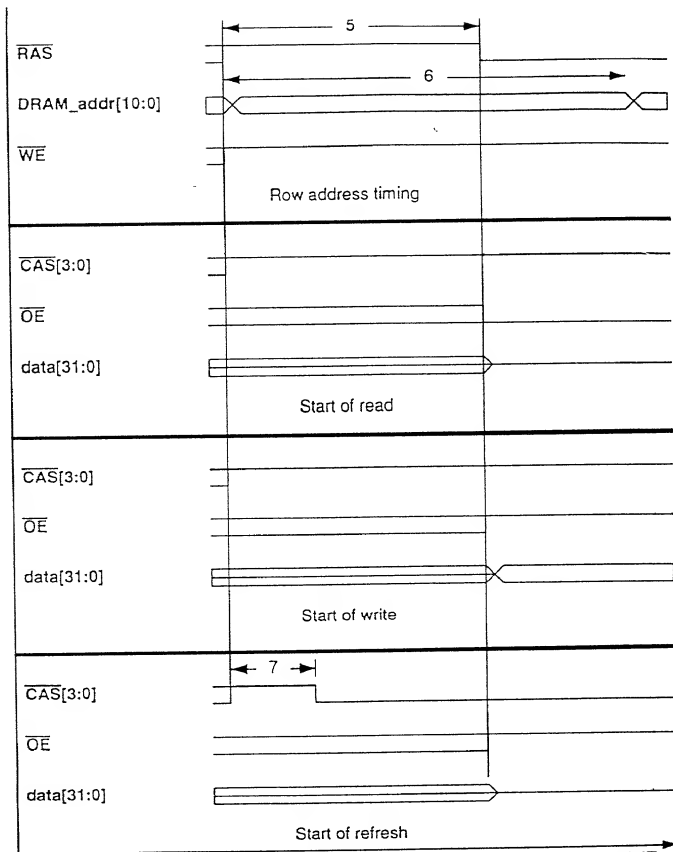 5
RAS
6
DRAM_addr[10:0]
WE
Row address timing
CAS[3:0]
OE
data[31:0]
Start of read
CAS[3:0]
OE
data[31:0]
Start of write
7
CAS[3:0]
OE
data[31:0]
Start of refresh